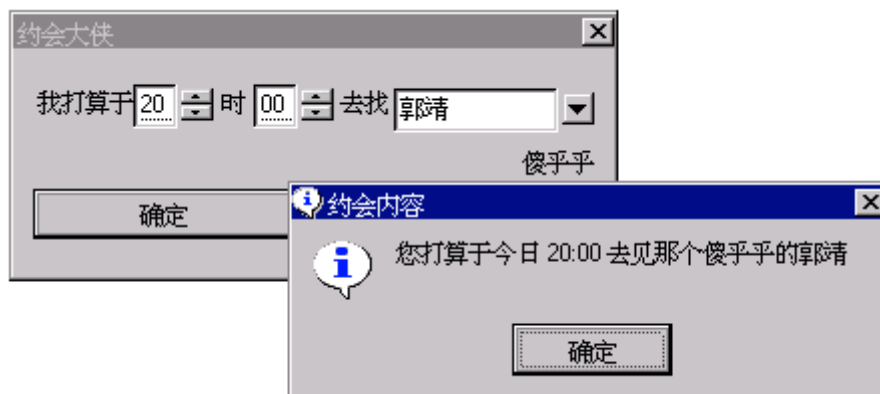 约会大侠
我打算于 20 时 00 去找 郭靖
傻乎乎
确定
约会内容
您打算于今日 20:00 去见那个傻乎乎的郭靖
确定